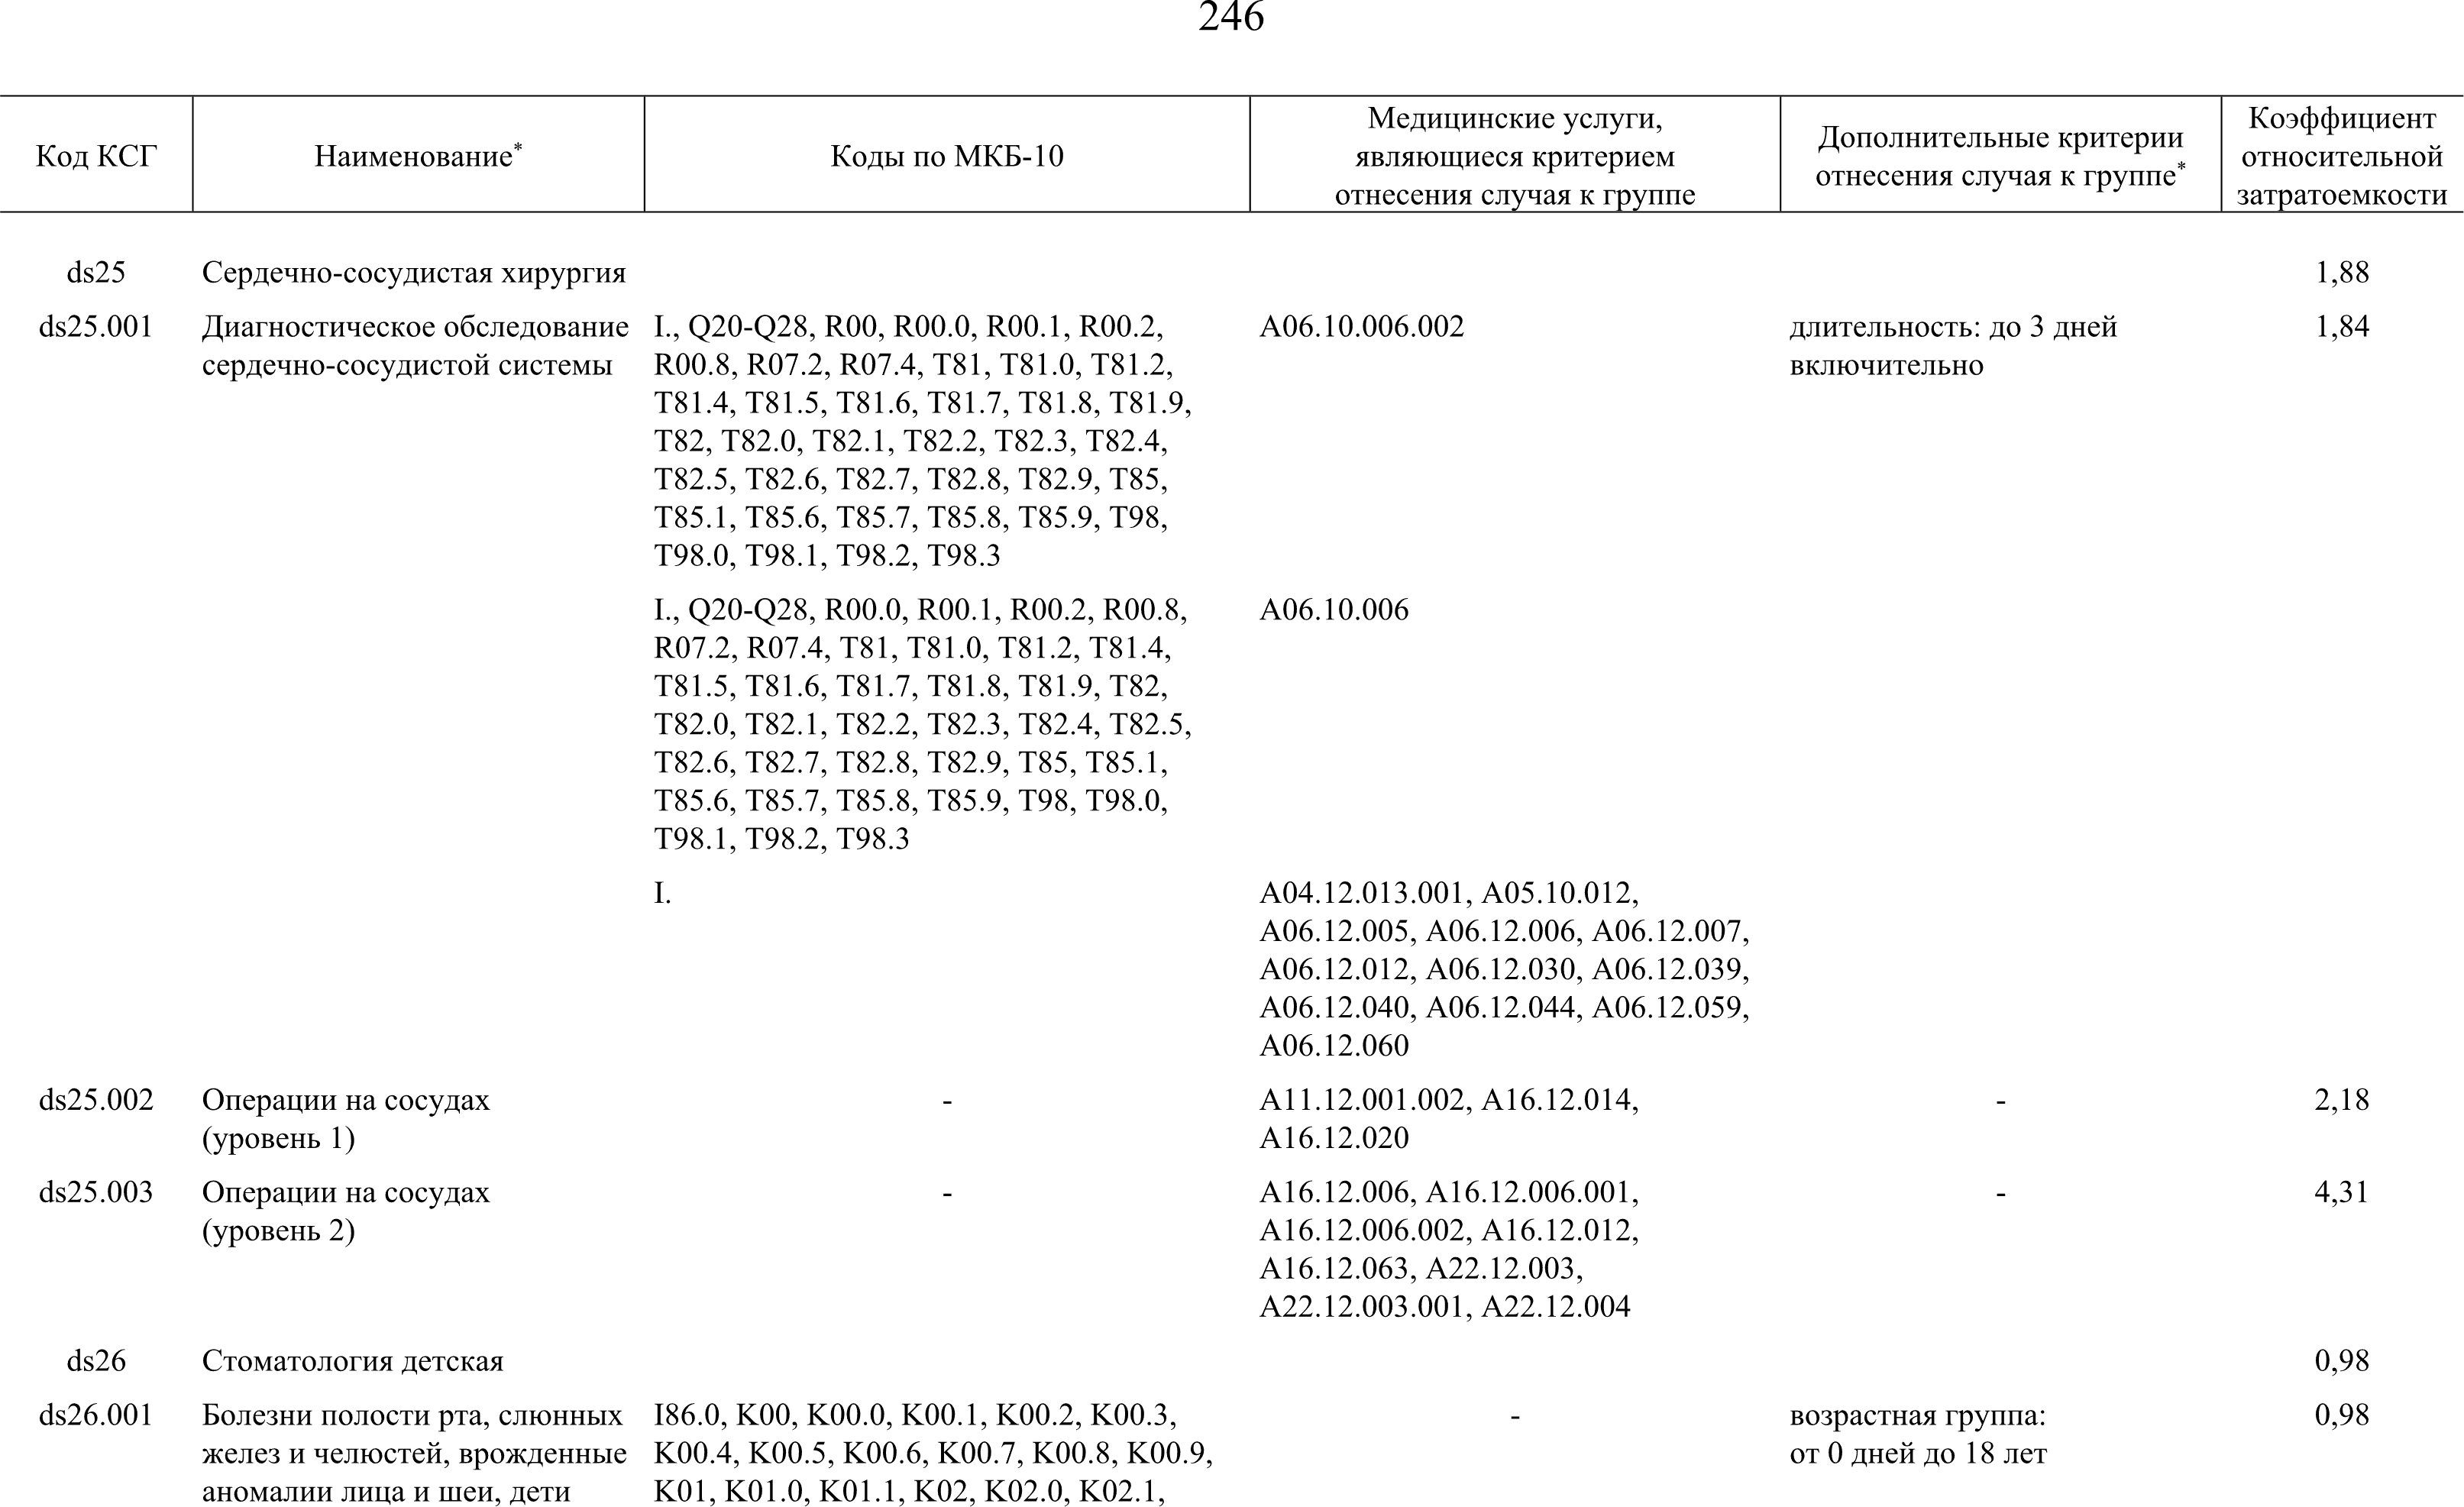 246
Код КСГ
Наименование*
Коды по МКБ-10
Медицинские услуги,
являющиеся критерием
отнесения случая к группе
Дополнительные критерии
отнесения случая к группе*
Коэффициент
относительной
затратоемкости
ds25
Сердечно-сосудистая хирургия
1,88
ds25.001
Диагностическое обследование
сердечно-сосудистой системы
I., Q20-Q28, R00, R00.0, R00.1, R00.2,
R00.8, R07.2, R07.4, T81, T81.0, T81.2,
T81.4, T81.5, T81.6, T81.7, T81.8, T81.9,
T82, T82.0, T82.1, T82.2, T82.3, T82.4,
T82.5, T82.6, T82.7, T82.8, T82.9, T85,
T85.1, T85.6, T85.7, T85.8, T85.9, T98,
T98.0, T98.1, T98.2, T98.3
A06.10.006.002
длительность: до 3 дней
включительно
1,84
I., Q20-Q28, R00.0, R00.1, R00.2, R00.8,
R07.2, R07.4, T81, T81.0, T81.2, T81.4,
T81.5, T81.6, T81.7, T81.8, T81.9, T82,
T82.0, T82.1, T82.2, T82.3, T82.4, T82.5,
T82.6, T82.7, T82.8, T82.9, T85, T85.1,
T85.6, T85.7, T85.8, T85.9, T98, T98.0,
T98.1, T98.2, T98.3
A06.10.006
I.
A04.12.013.001, A05.10.012,
A06.12.005, A06.12.006, A06.12.007,
A06.12.012, A06.12.030, A06.12.039,
A06.12.040, A06.12.044, A06.12.059,
A06.12.060
ds25.002
Операции на сосудах
(уровень 1)
-
A11.12.001.002, A16.12.014,
A16.12.020
-
2,18
ds25.003
Операции на сосудах
(уровень 2)
-
A16.12.006, A16.12.006.001,
A16.12.006.002, A16.12.012,
A16.12.063, A22.12.003,
A22.12.003.001, A22.12.004
-
4,31
ds26
Стоматология детская
0,98
ds26.001
Болезни полости рта, слюнных
желез и челюстей, врожденные
аномалии лица и шеи, дети
I86.0, K00, K00.0, K00.1, K00.2, K00.3,
K00.4, K00.5, K00.6, K00.7, K00.8, K00.9,
K01, K01.0, K01.1, K02, K02.0, K02.1,
-
возрастная группа:
от 0 дней до 18 лет
0,98